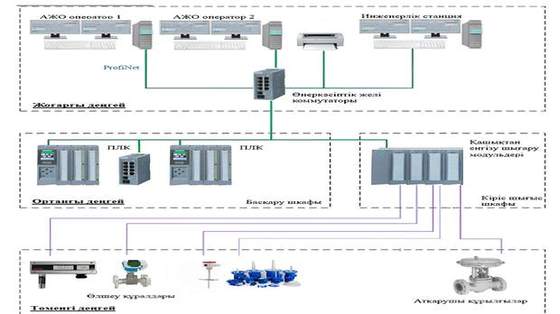 АЖО оператор 1
АЖО оператор 2
Инженерлік станция
ProfiNet
Өнеркәсіптік желі
коммутаторы
Жоғарғы деңгей
ПЛК
ПЛК
Қашықтан
енгізу шығару
модульдері
Ортаңғы деңгей
Басқару шкафы
Кіріс шығыс
шкафы
Өлшеу құралдары
Атқарушы құрылғылар
Төменгі деңгей